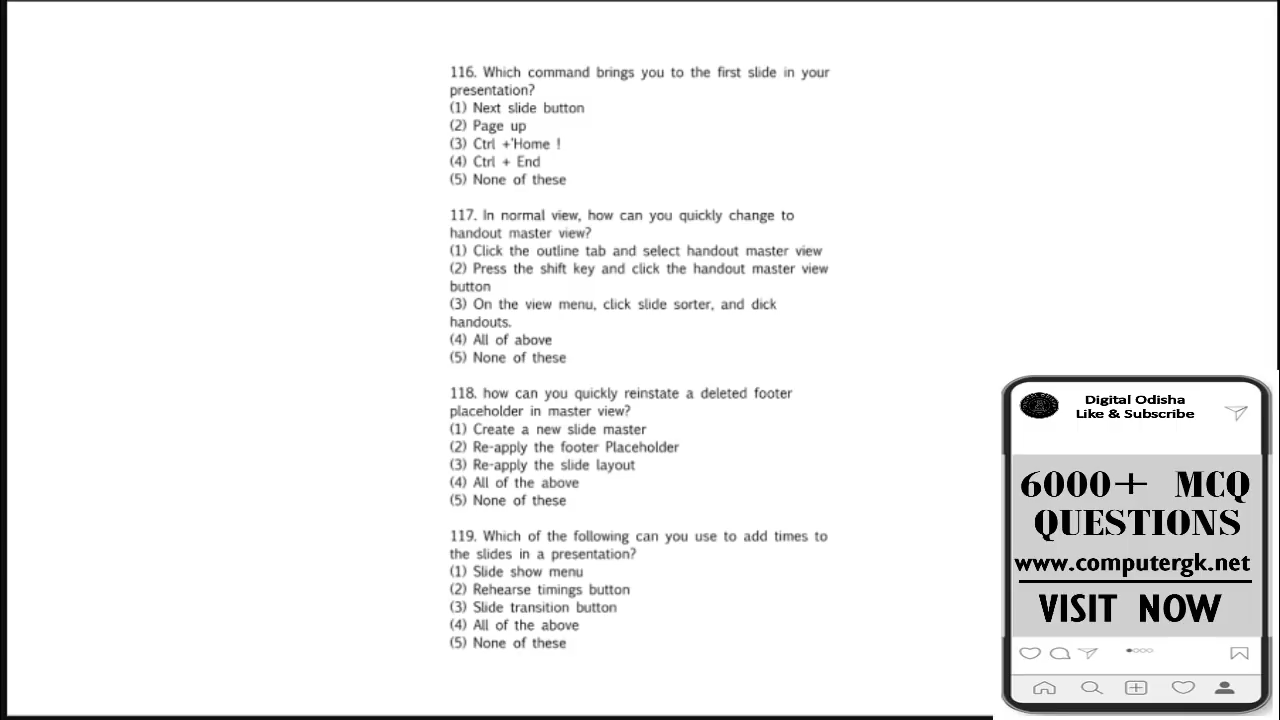 116. Which command brings you to the first slide in your
presentation?
(1) Next slide button
(2) Page up
(3) Ctrl +'Home !
(4) Ctrl + End
(5) None of these
117. In normal view, how can you quickly change to
handout master view?
(1) Click the outline tab and select handout master view
(2) Press the shift key and click the handout master view
button
(3) On the view menu, click slide sorter, and dick
handouts.
(4) All of above
(5) None of these
118. how can you quickly reinstate a deleted footer
placeholder in master view?
(1) Create a new slide master
(2) Re-apply the footer Placeholder
(3) Re-apply the slide layout
(4) All of the above
(5) None of these
119. Which of the following can you use to add times to
the slides in a presentation?
(1) Slide show menu
(2) Rehearse timings button
(3) Slide transition button
(4) All of the above
(5) None of these
Digital Odisha
Like & Subscribe
6000+ MCQ
QUESTIONS
www.computergk.net
VISIT NOW